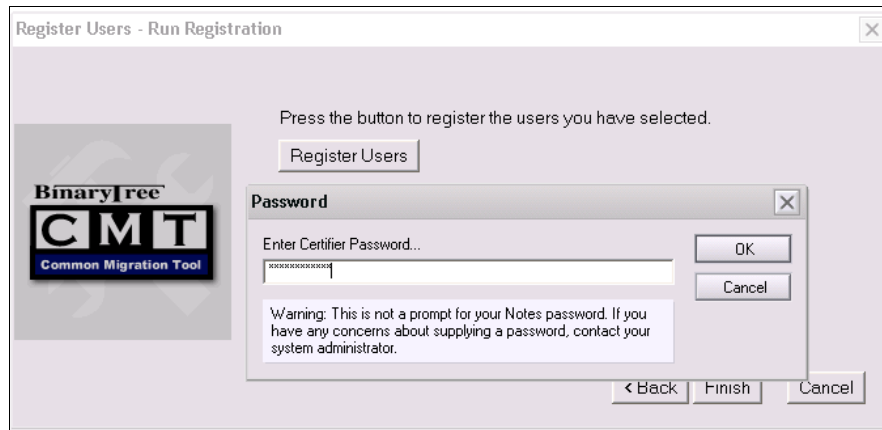 Register Users - Run Registration
Press the button to register the users you have selected.
Register Users
BinaryTree
CMT
Common Migration Tool
Password
Enter Certifier Password...
xxxxxxxxxxxx
OK
Cancel
Warning: This is not a prompt for your Notes password. If you
have any concerns about supplying a password, contact your
system administrator.
< Back
Finish
Cancel